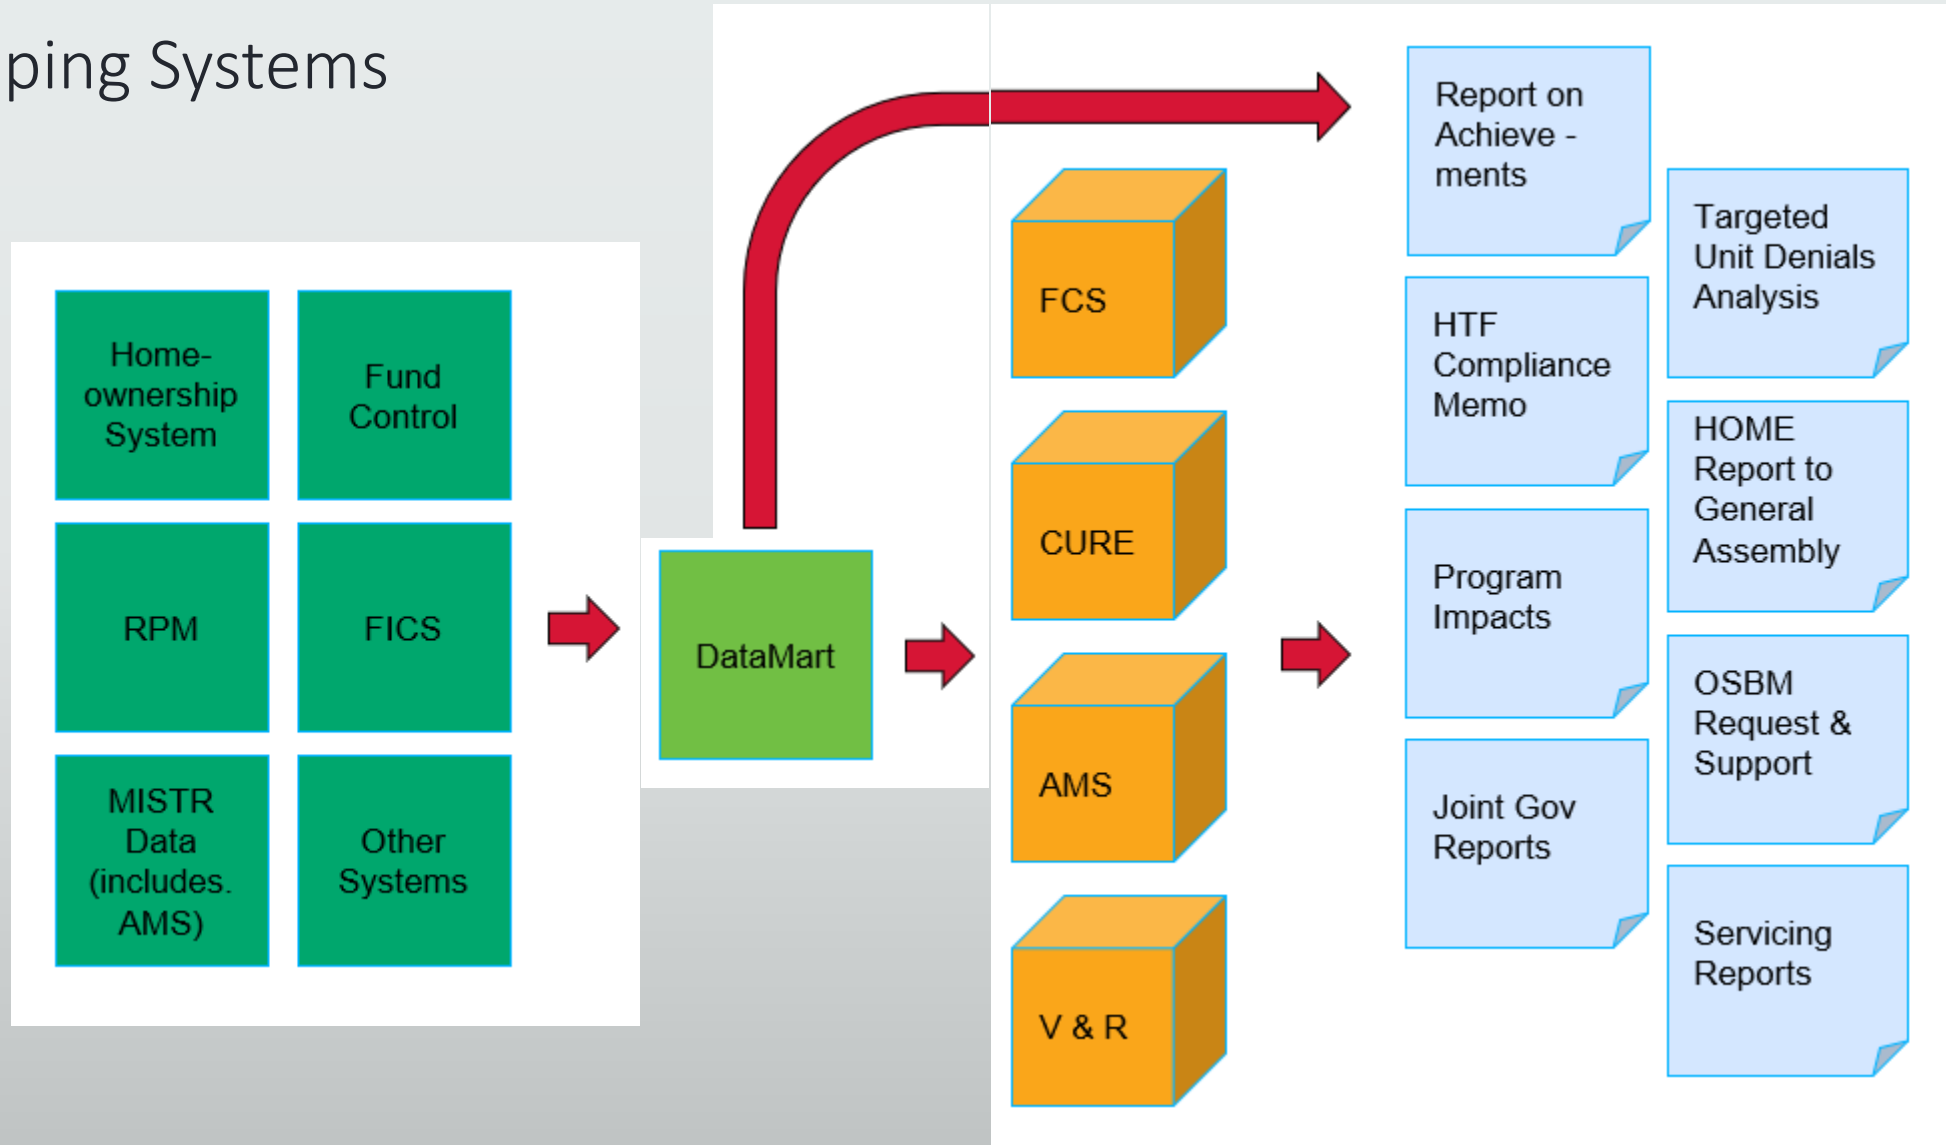 ping Systems
Home-
ownership
System
Fund
Control
RPM
FICS
MISTR
Data
(includes.
AMS)
Other
Systems
DataMart
FCS
CURE
AMS
V & R
Report on
Achieve -
ments
Targeted
Unit Denials
Analysis
HTF
Compliance
Memo
HOME
Report to
General
Assembly
Program
Impacts
OSBM
Request &
Support
Joint Gov
Reports
Servicing
Reports